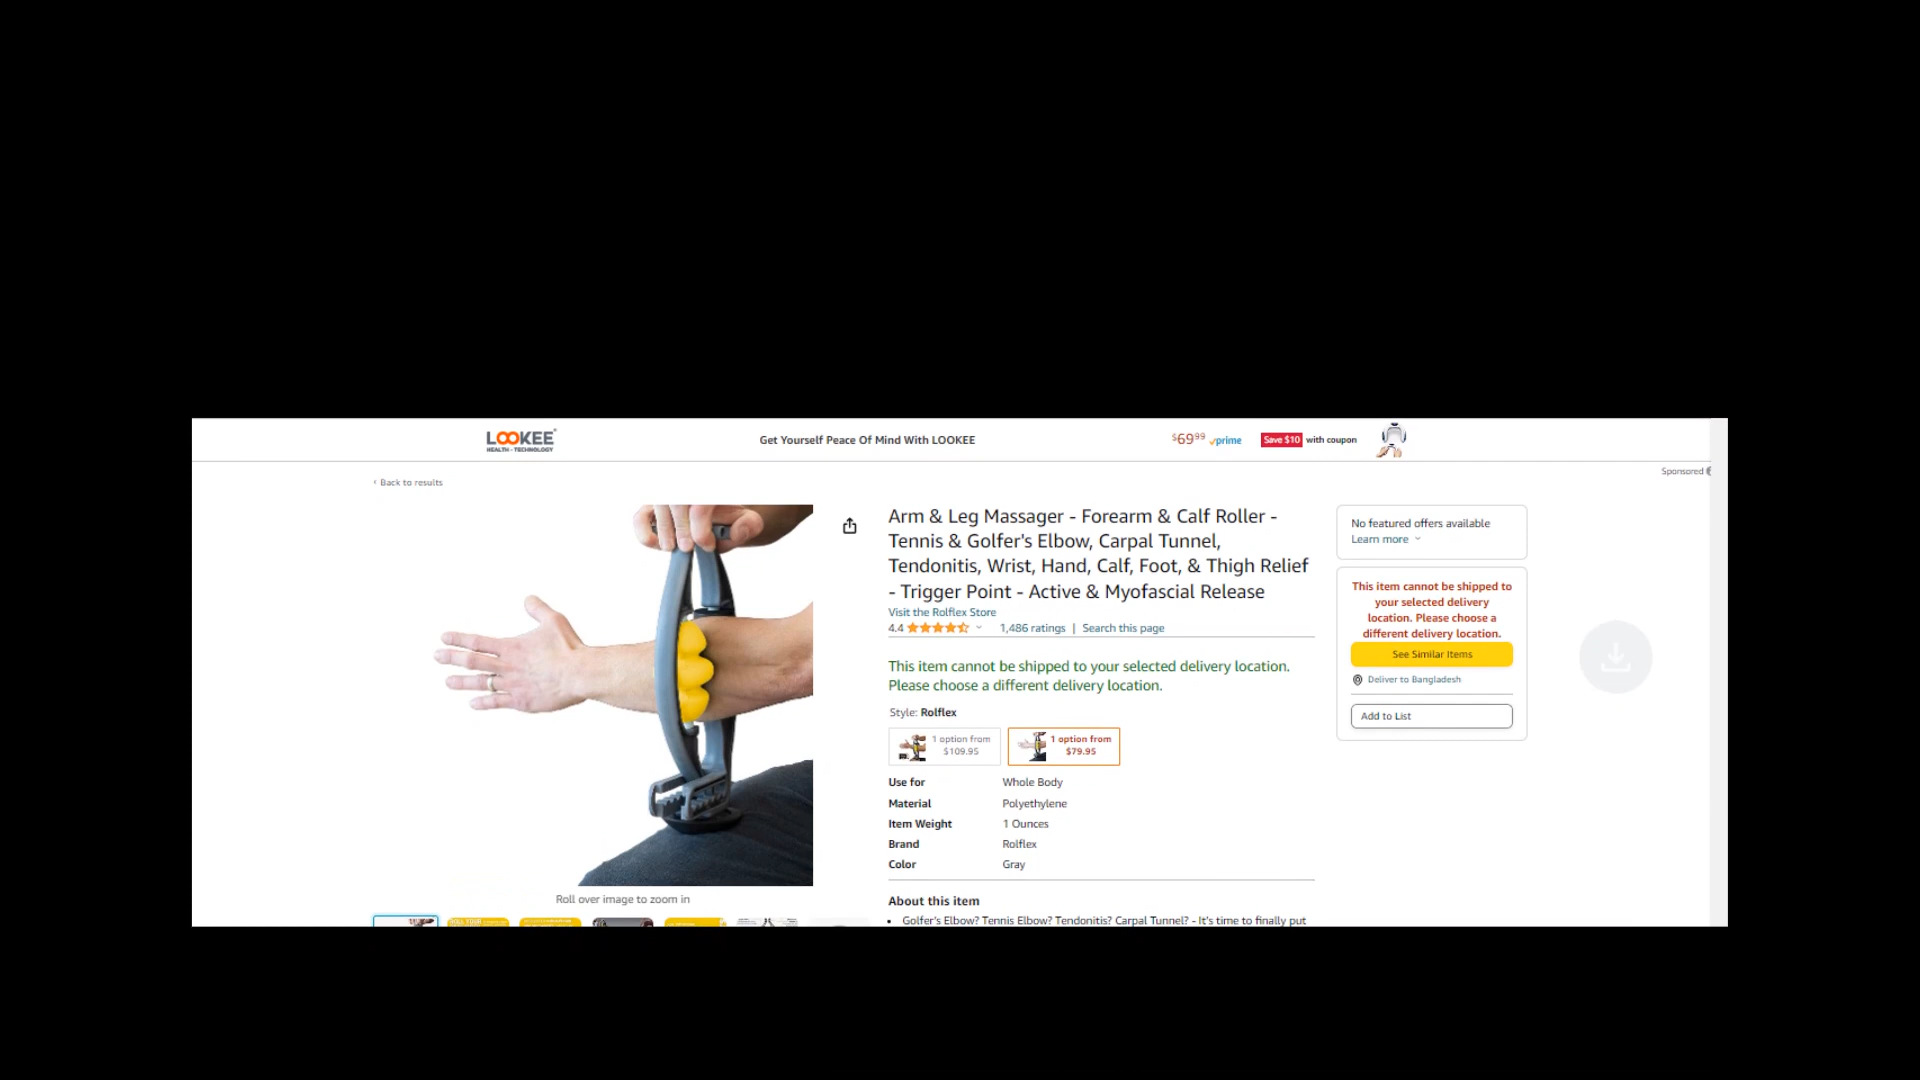 LOOKEE
HEALTH - TECHNOLOGY
Get Yourself Peace Of Mind With LOOKEE
$69.99 prime
Save $10 with coupon
Sponsored
‹ Back to results
Arm & Leg Massager - Forearm & Calf Roller -
Tennis & Golfer's Elbow, Carpal Tunnel,
Tendonitis, Wrist, Hand, Calf, Foot, & Thigh Relief
- Trigger Point - Active & Myofascial Release
Visit the Rolflex Store
4.4 1,486 ratings | Search this page
This item cannot be shipped to your selected delivery location.
Please choose a different delivery location.
Style: Rolflex
1 option from
$109.95
1 option from
$79.95
Use for Whole Body
Material Polyethylene
Item Weight 1 Ounces
Brand Rolflex
Color Gray
About this item
• Golfer's Elbow? Tennis Elbow? Tendonitis? Carpal Tunnel? - It's time to finally put
Roll over image to zoom in
No featured offers available
Learn more
This item cannot be shipped to
your selected delivery
location. Please choose a
different delivery location.
See Similar Items
Deliver to Bangladesh
Add to List